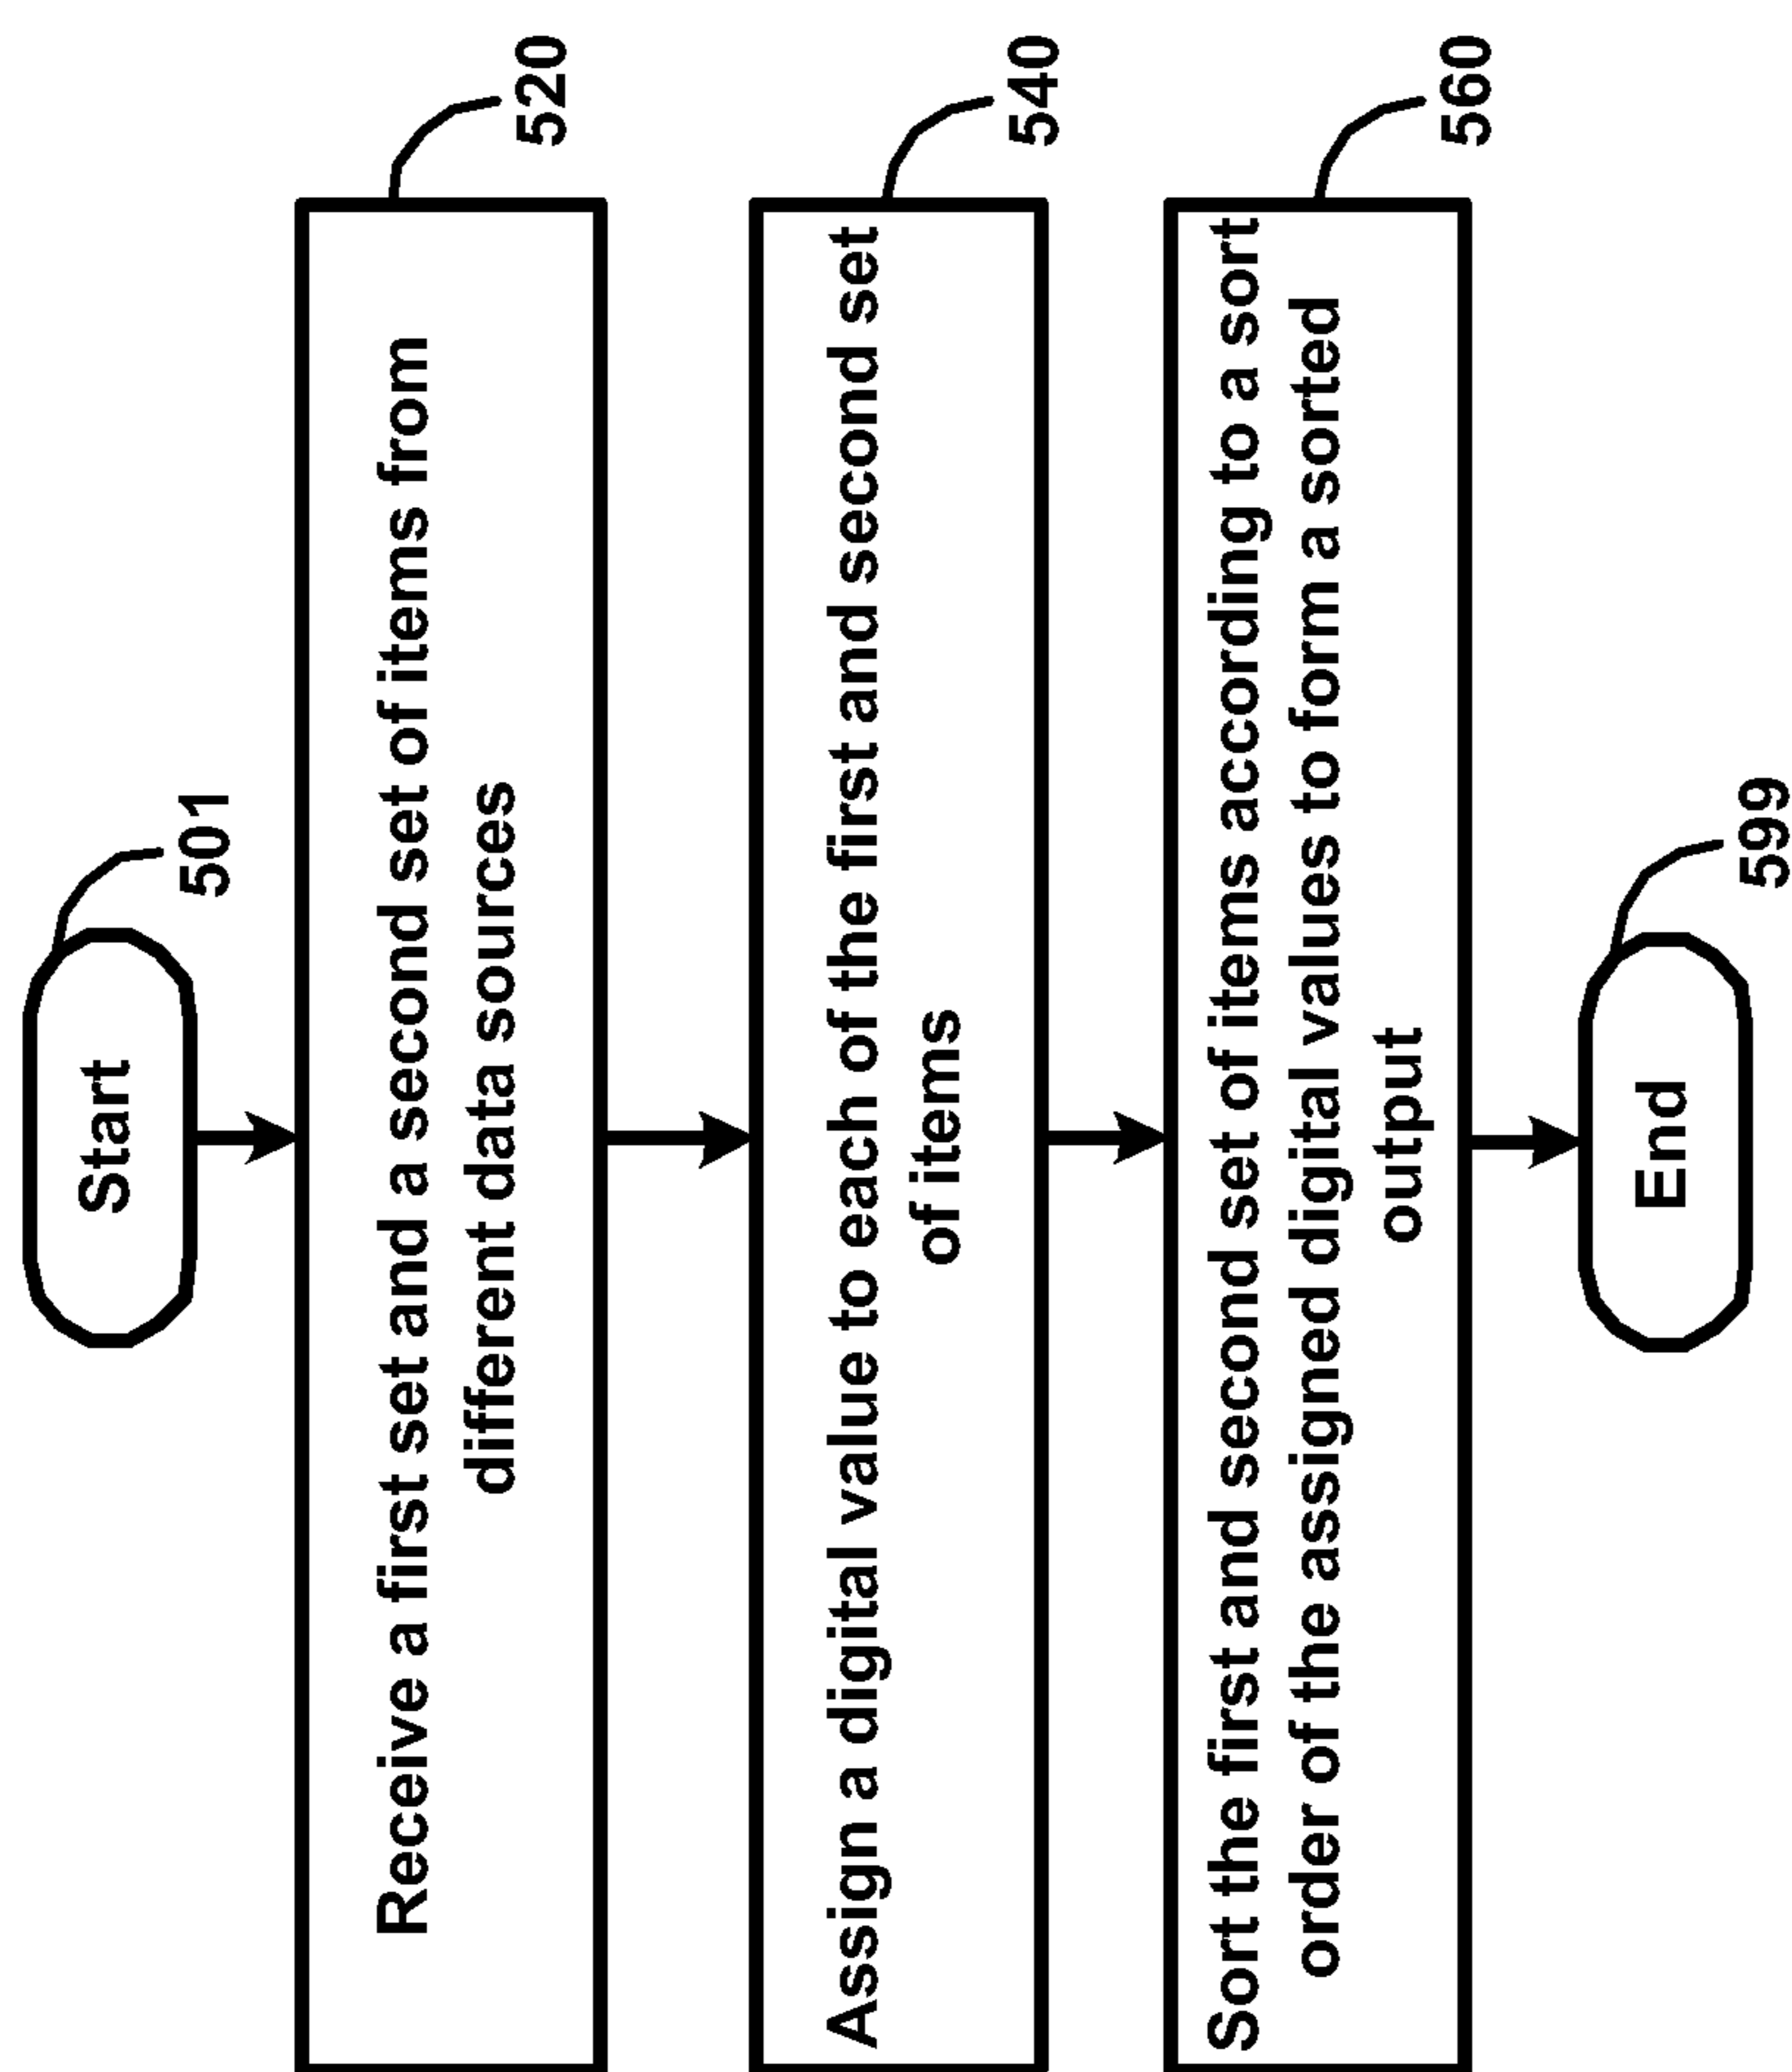 Start
501
Receive a first set and a second set of items from
different data sources
520
Assign a digital value to each of the first and second set
of items
540
Sort the first and second set of items according to a sort
order of the assigned digital values to form a sorted
output
560
End
599